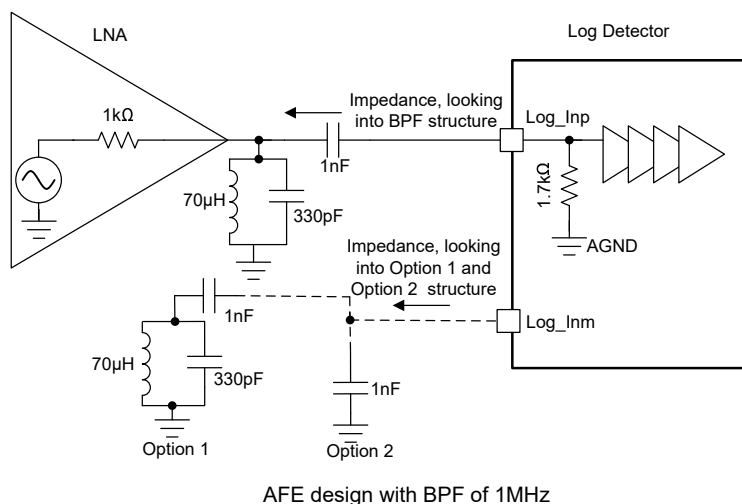 LNA
Log Detector
1kΩ
Impedance, looking
into BPF structure
Log_Inp
1nF
70µH
330pF
1.7kΩ
AGND
Impedance, looking
into Option 1 and
Option 2 structure
1nF
Log_Inm
70µH
330pF
1nF
Option 1
Option 2
AFE design with BPF of 1MHz